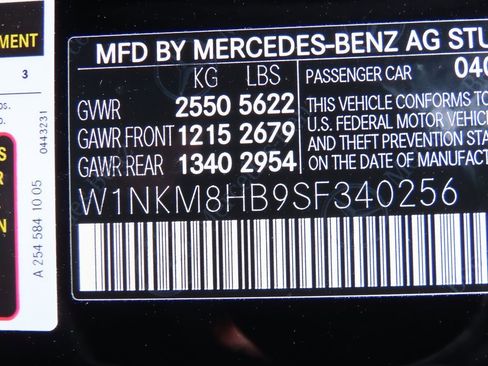 MENT
MFD BY MERCEDES-BENZ AG STU
KG LBS
PASSENGER CAR 040
GVWR 2550 5622
GAWR FRONT 1215 2679
GAWR REAR 1340 2954
THIS VEHICLE CONFORMS TO
U.S. FEDERAL MOTOR VEHIC
AND THEFT PREVENTION STA
ON THE DATE OF MANUFACT
W1NKM8HB9SF340256
3
os.
o.
0443231
A 254 584 10 05
S
R